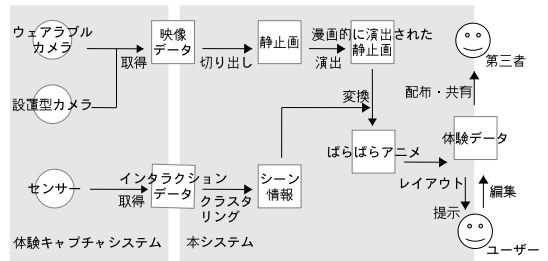 ウェアラブル
カメラ
取得
映像
データ
切り出し
静止画
漫画的に演出された
静止画
演出
第三者
設置型カメラ
変換
配布・共有
ぱらぱらアニメ
体験データ
センサー
取得
インタラクション
データ
クラスタ
リング
シーン
情報
レイアウト
提示
編集
体験キャプチャシステム
本システム
ユーザー